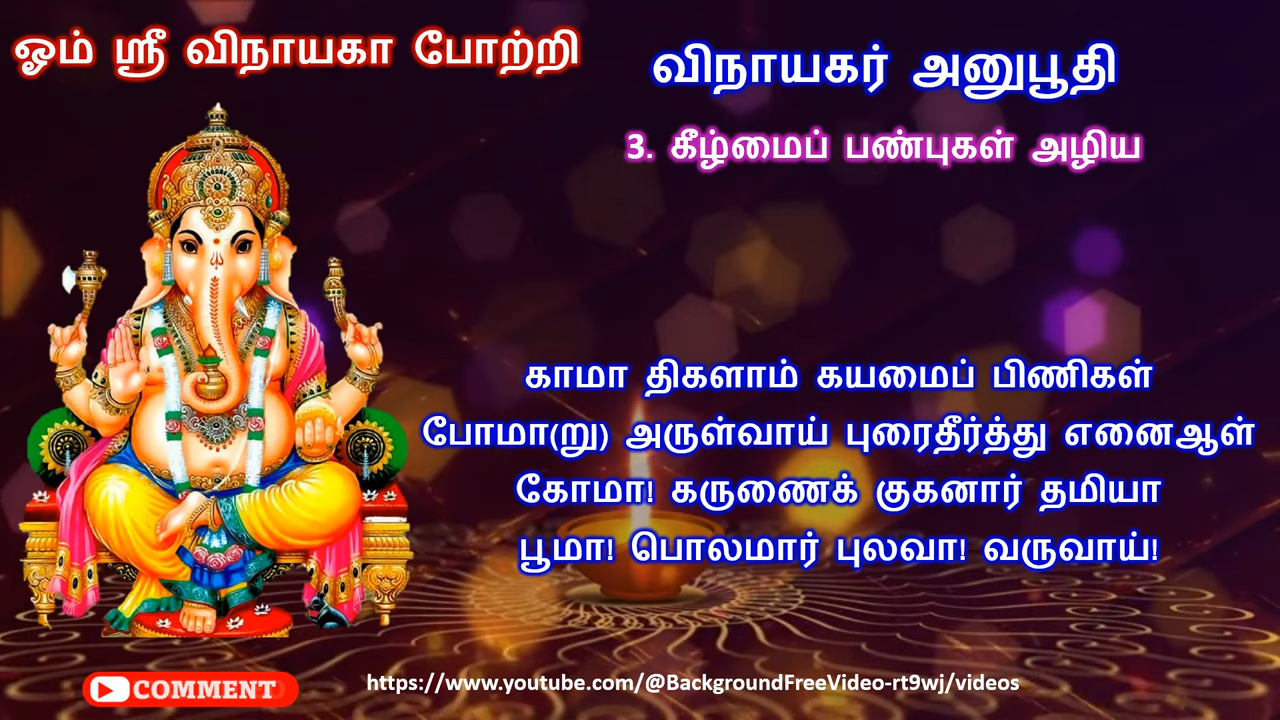 ஓம் ஸ்ரீ விநாயகா போற்றி
விநாயகர் அனுபூதி
3. கீழ்மைப் பண்புகள் அழிய
காமா திகளாம் கயமைப் பிணிகள்
போமா(று) அருள்வாய் புரைதீர்த்து எனைஆள்
கோமா! கருணைக் குகனார் தமியா
பூமா! பொலமார் புலவா! வருவாய்!
COMMENT
https://www.youtube.com/@BackgroundFreeVideo-rt9wj/videos